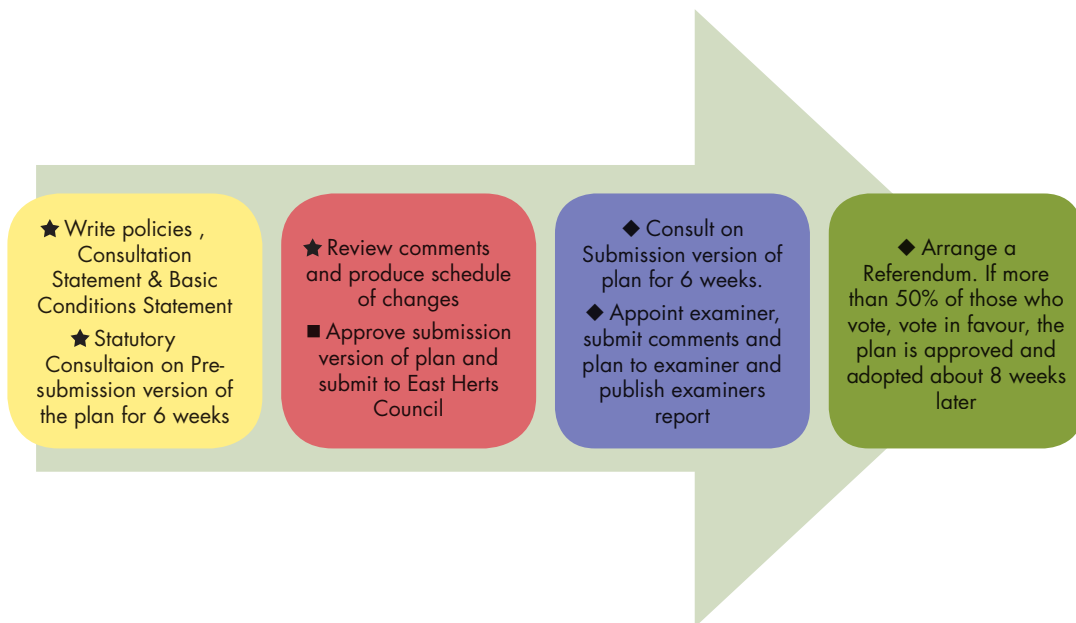 ★ Write policies ,
Consultation
Statement & Basic
Conditions Statement
★ Statutory
Consultaion on Pre-
submission version of
the plan for 6 weeks
★ Review comments
and produce schedule
of changes
■ Approve submission
version of plan and
submit to East Herts
Council
◆ Consult on
Submission version of
plan for 6 weeks.
◆ Appoint examiner,
submit comments and
plan to examiner and
publish examiners
report
◆ Arrange a
Referendum. If more
than 50% of those who
vote, vote in favour, the
plan is approved and
adopted about 8 weeks
later